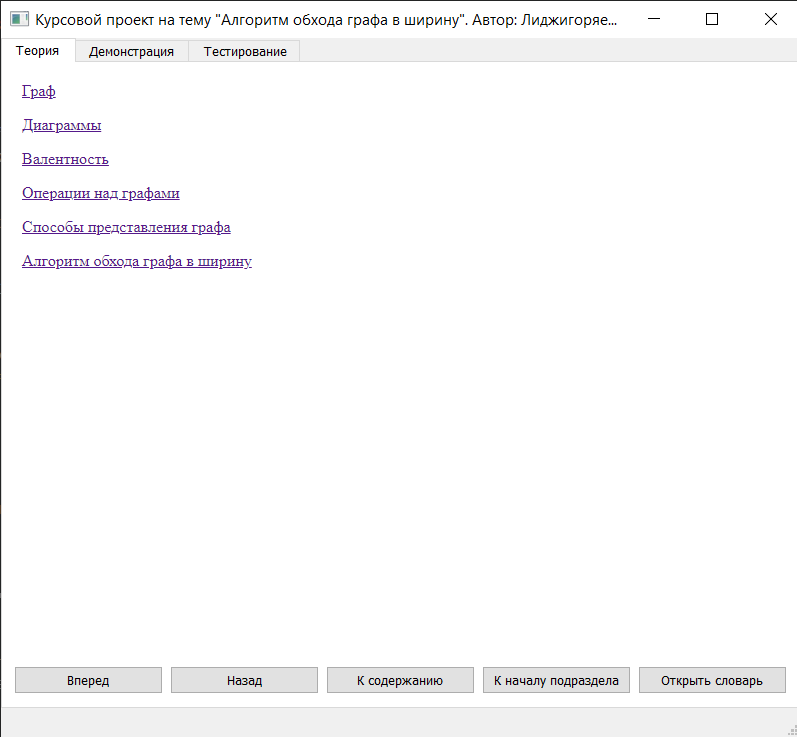 Курсовой проект на тему "Алгоритм обхода графа в ширину". Автор: Лиджигоряе...
Теория Демонстрация Тестирование
Граф
Диаграммы
Валентность
Операции над графами
Способы представления графа
Алгоритм обхода графа в ширину
Вперед Назад К содержанию К началу подраздела Открыть словарь